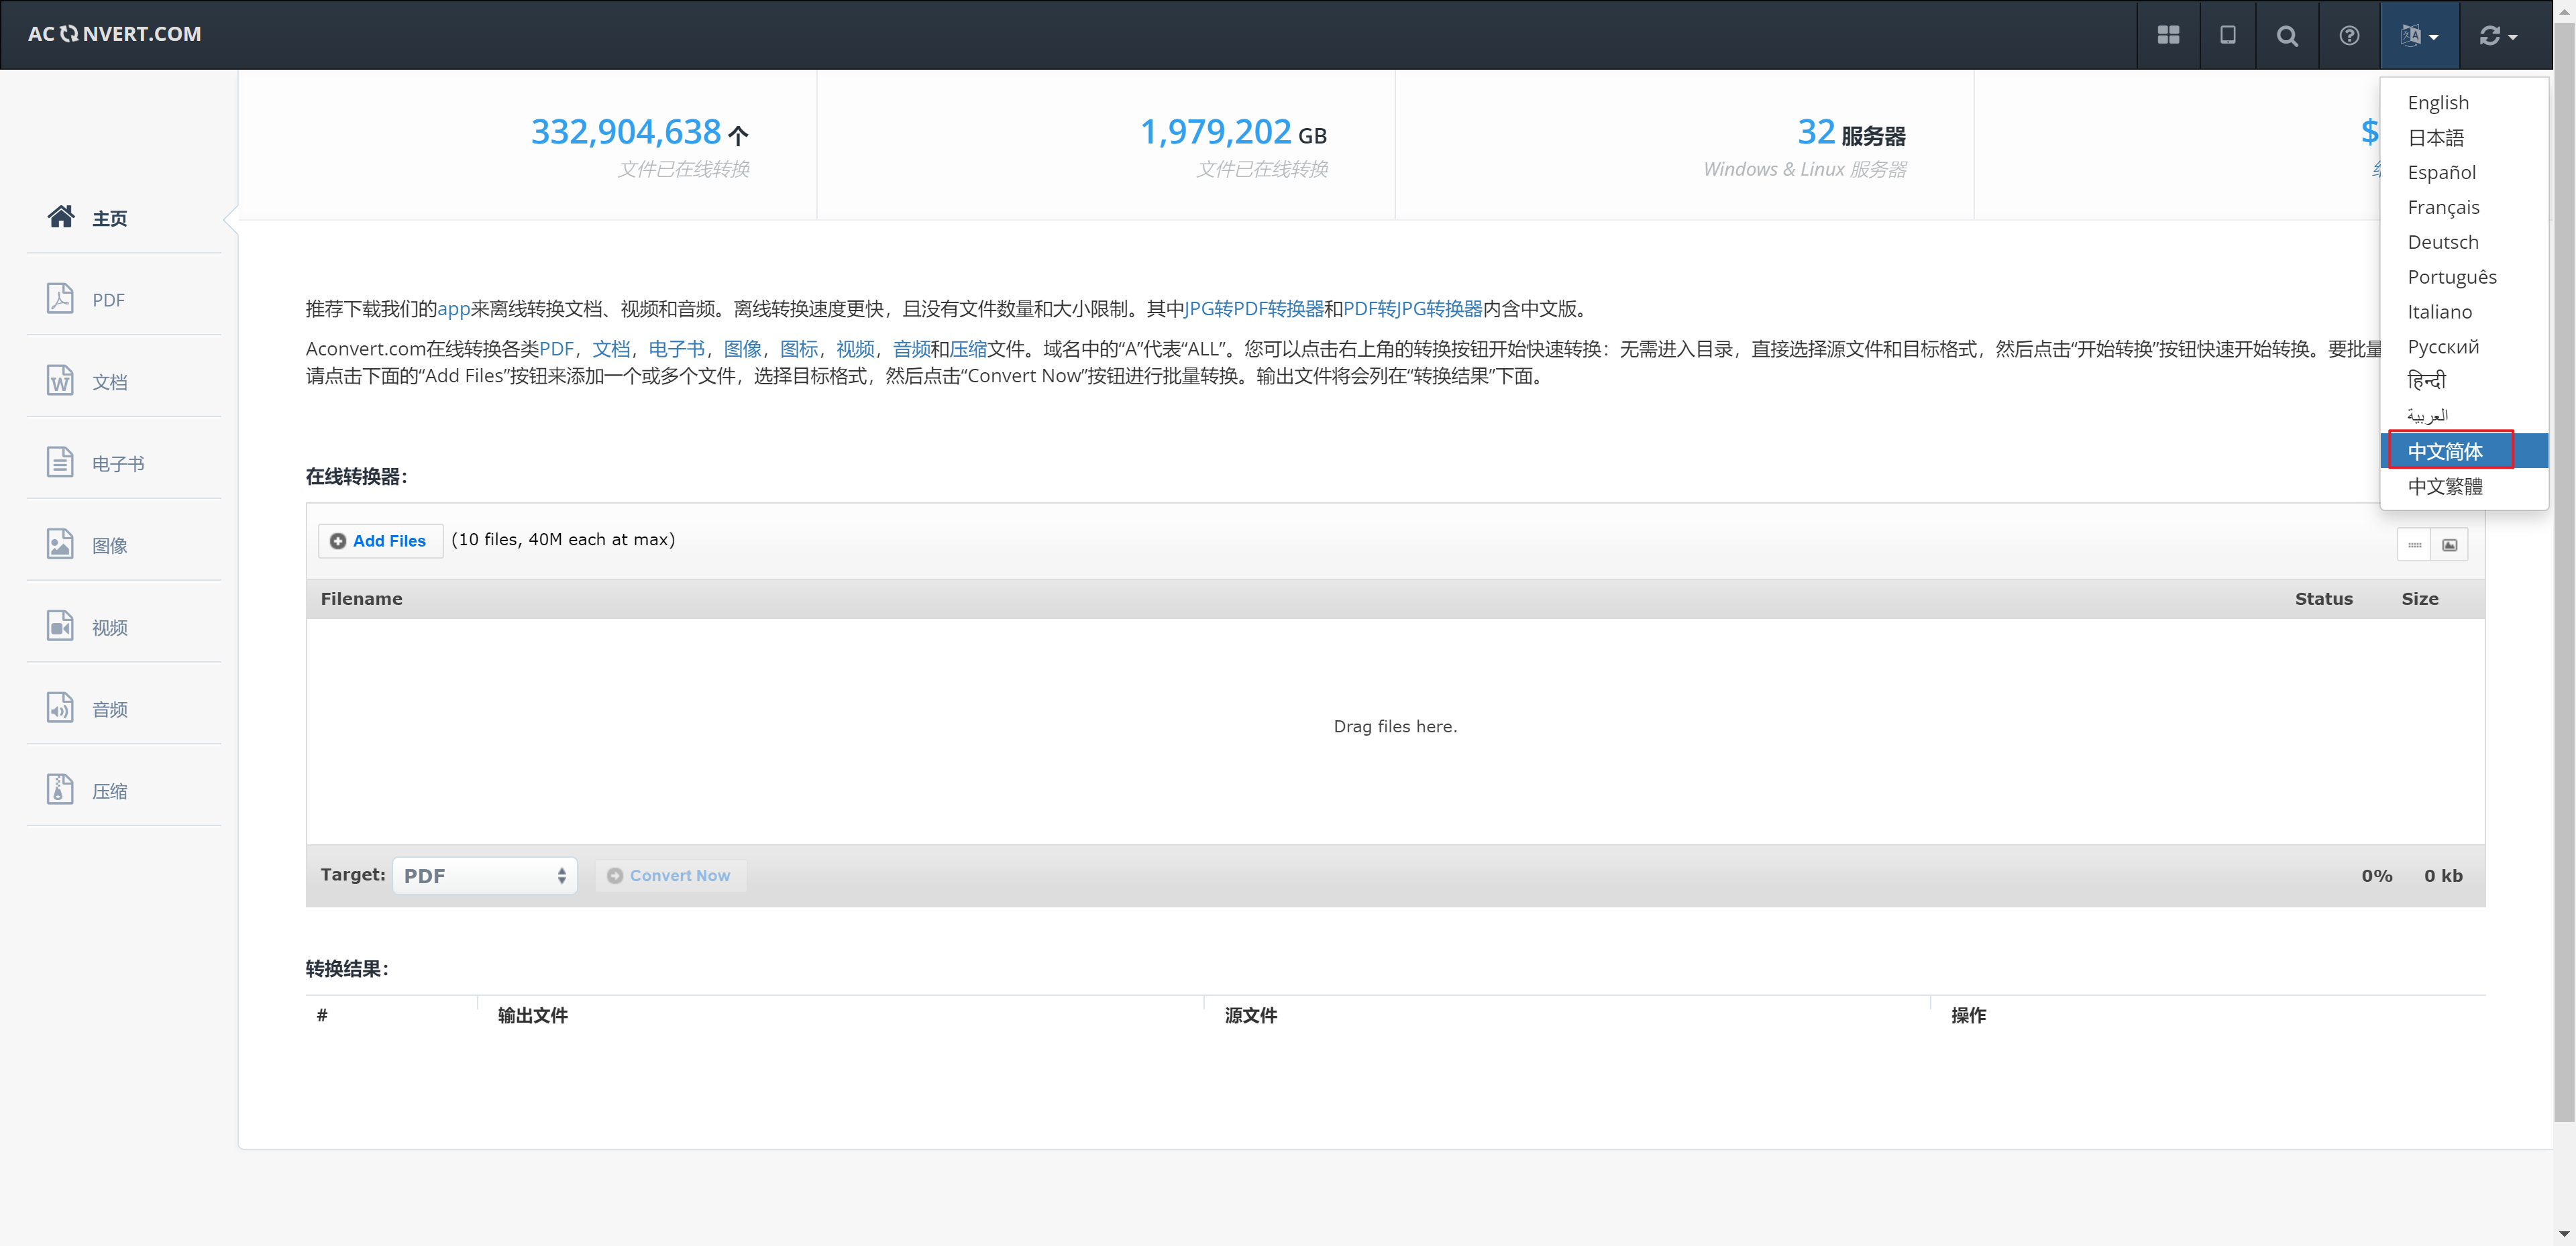 ACONVERT.COM
332,904,638 个
文件已在线转换
1,979,202 GB
文件已在线转换
32 服务器
Windows & Linux 服务器
$
English
日本語
Español
Français
Deutsch
Português
Italiano
Русский
हिन्दी
العربية
中文简体
中文繁體
主页
PDF
文档
电子书
图像
视频
音频
压缩
推荐下载我们的app来离线转换文档、视频和音频。离线转换速度更快，且没有文件数量和大小限制。其中JPG转PDF转换器和PDF转JPG转换器内含中文版。
Aconvert.com在线转换各类PDF，文档，电子书，图像，图标，视频，音频和压缩文件。域名中的“A”代表“ALL”。您可以点击右上角的转换按钮开始快速转换：无需进入目录，直接选择源文件和目标格式，然后点击“开始转换”按钮快速开始转换。要批量
请点击下面的“Add Files”按钮来添加一个或多个文件，选择目标格式，然后点击“Convert Now”按钮进行批量转换。输出文件将会列在“转换结果”下面。
在线转换器：
Add Files (10 files, 40M each at max)
Filename Status Size
Drag files here.
Target: PDF Convert Now 0% 0 kb
转换结果：
# 输出文件 源文件 操作